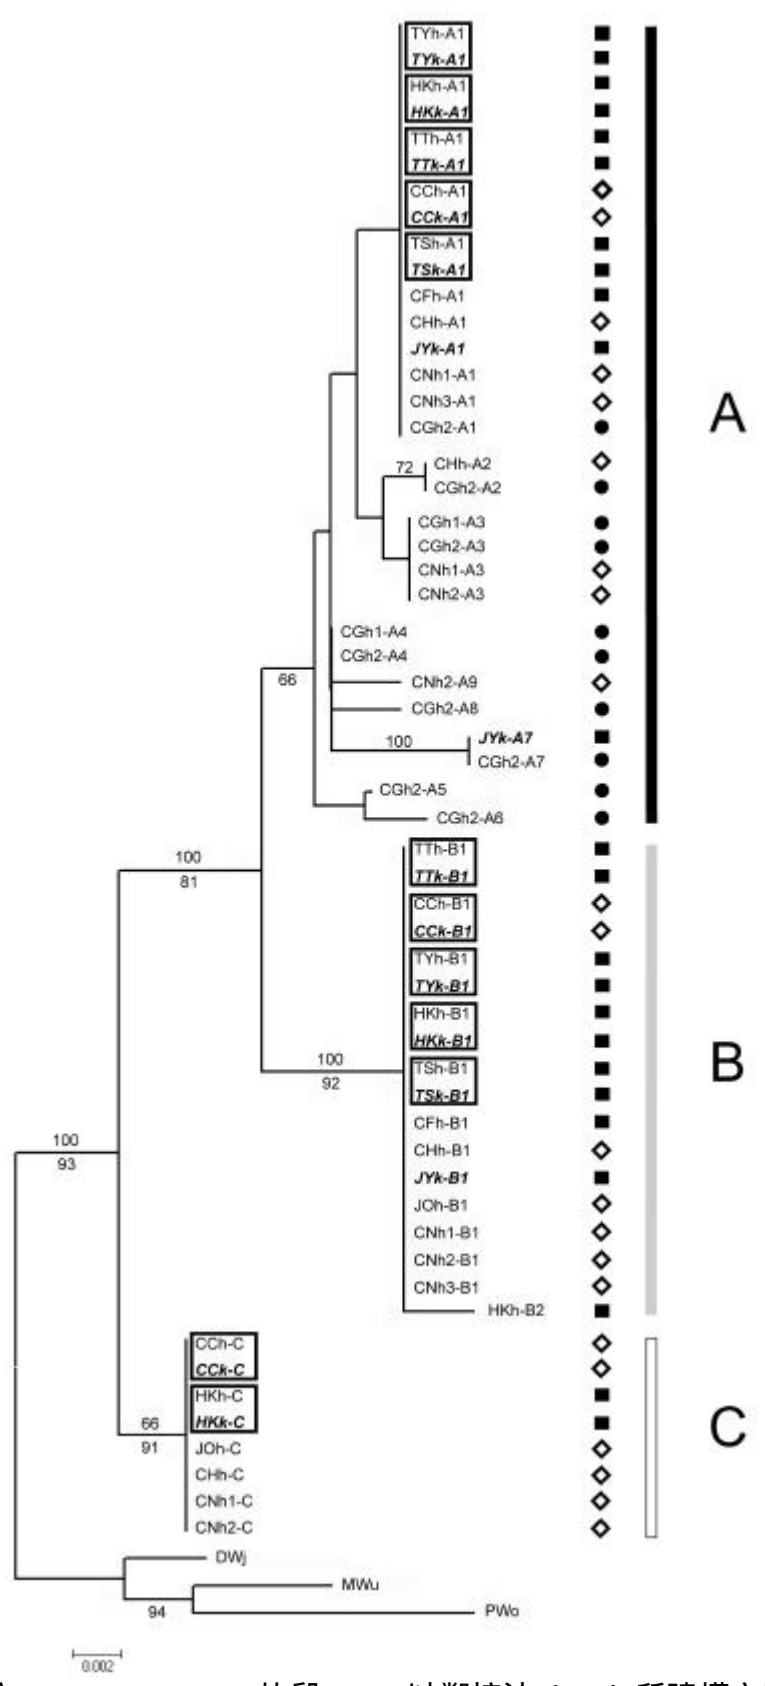 TYh-A1
TYk-A1
HKh-A1
HKk-A1
TTh-A1
TTk-A1
CCh-A1
CCk-A1
TSh-A1
TSk-A1
CFh-A1
CHh-A1
JYk-A1
CNh1-A1
CNh3-A1
CGh2-A1
A
72
CHh-A2
CGh2-A2
CGh1-A3
CGh2-A3
CNh1-A3
CNh2-A3
CGh1-A4
CGh2-A4
66
CNh2-A9
CGh2-A8
100
JYk-A7
CGh2-A7
CGh2-A5
CGh2-A6
100
81
TTh-B1
TTk-B1
CCh-B1
CCk-B1
TYh-B1
TYk-B1
HKh-B1
HKk-B1
B
100
92
TSh-B1
TSk-B1
CFh-B1
100
93
CHh-B1
JYk-B1
JOh-B1
CNh1-B1
CNh2-B1
CNh3-B1
HKh-B2
CCh-C
CCk-C
HKh-C
HKk-C
C
66
91
JOh-C
CHh-C
CNh1-C
CNh2-C
DWj
MWu
94
PWo
0.002